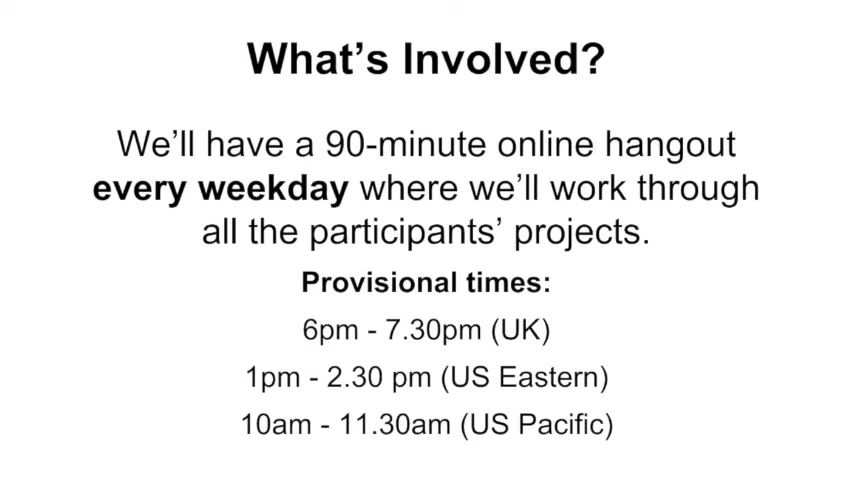 What’s Involved?
We’ll have a 90-minute online hangout
every weekday where we’ll work through
all the participants’ projects.
Provisional times:
6pm - 7.30pm (UK)
1pm - 2.30 pm (US Eastern)
10am - 11.30am (US Pacific)